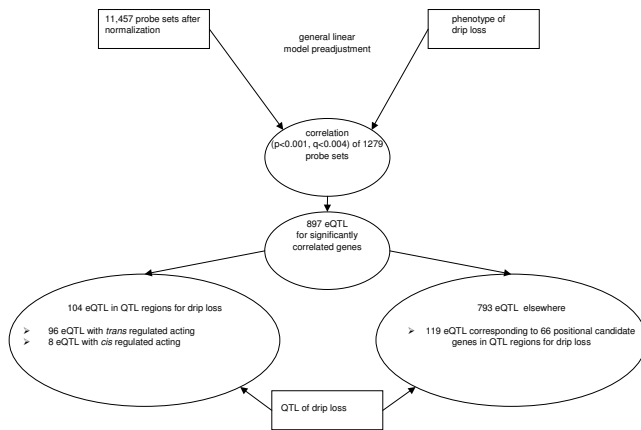 11,457 probe sets after
normalization
general linear
model preadjustment
phenotype of
drip loss
correlation
(p<0.001, q<0.004) of 1279
probe sets
897 eQTL
for significantly
correlated genes
104 eQTL in QTL regions for drip loss
➢ 96 eQTL with trans regulated acting
➢ 8 eQTL with cis regulated acting
793 eQTL elsewhere
➢ 119 eQTL corresponding to 66 positional candidate
genes in QTL regions for drip loss
QTL of drip loss